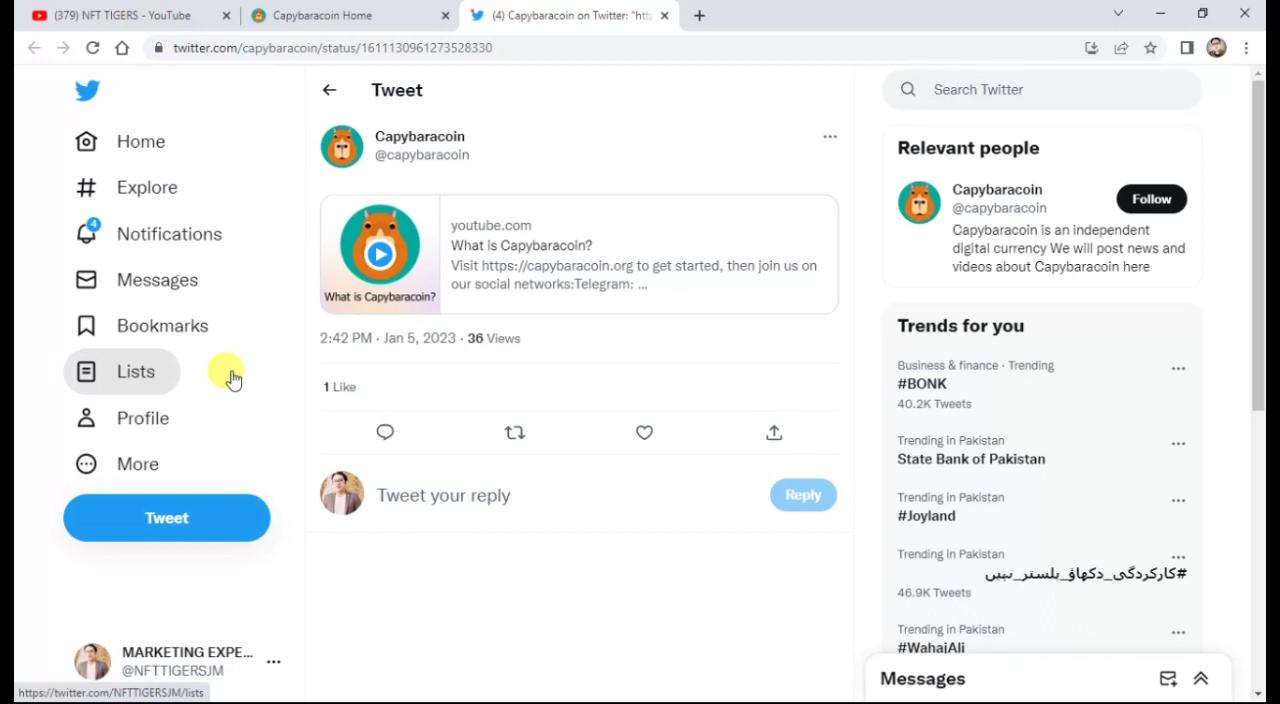 (379) NFT TIGERS - YouTube
Capybaracoin Home
(4) Capybaracoin on Twitter: "htt
twitter.com/capybaracoin/status/1611130961273528330
Home
Explore
4
Notifications
Messages
Bookmarks
Lists
Profile
More
Tweet
MARKETING EXPE...
@NFTTIGERSJM
https://twitter.com/NFTTIGERSJM/lists
Tweet
Capybaracoin
@capybaracoin
What is Capybaracoin?
youtube.com
What is Capybaracoin?
Visit https://capybaracoin.org to get started, then join us on
our social networks:Telegram: ...
2:42 PM · Jan 5, 2023 · 36 Views
1 Like
Tweet your reply
Reply
Search Twitter
Relevant people
Capybaracoin
@capybaracoin
Follow
Capybaracoin is an independent
digital currency We will post news and
videos about Capybaracoin here
Trends for you
Business & finance · Trending
#BONK
40.2K Tweets
Trending in Pakistan
State Bank of Pakistan
Trending in Pakistan
#Joyland
Trending in Pakistan
#کارکردگی_دکھاؤ_پلستر_نہیں
46.9K Tweets
Trending in Pakistan
#WahajAli
Messages